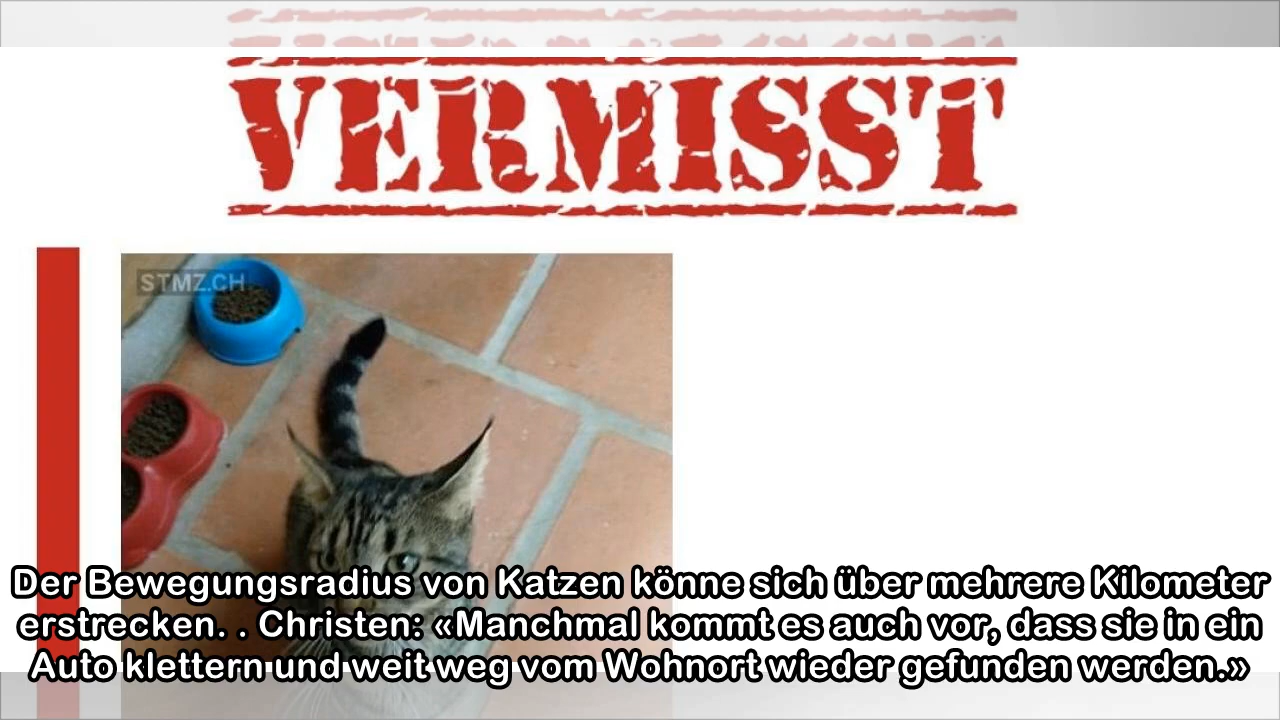 VERMISST
STMZ.CH
Der Bewegungsradius von Katzen könne sich über mehrere Kilometer
erstrecken. . Christen: «Manchmal kommt es auch vor, dass sie in ein
Auto klettern und weit weg vom Wohnort wieder gefunden werden.»